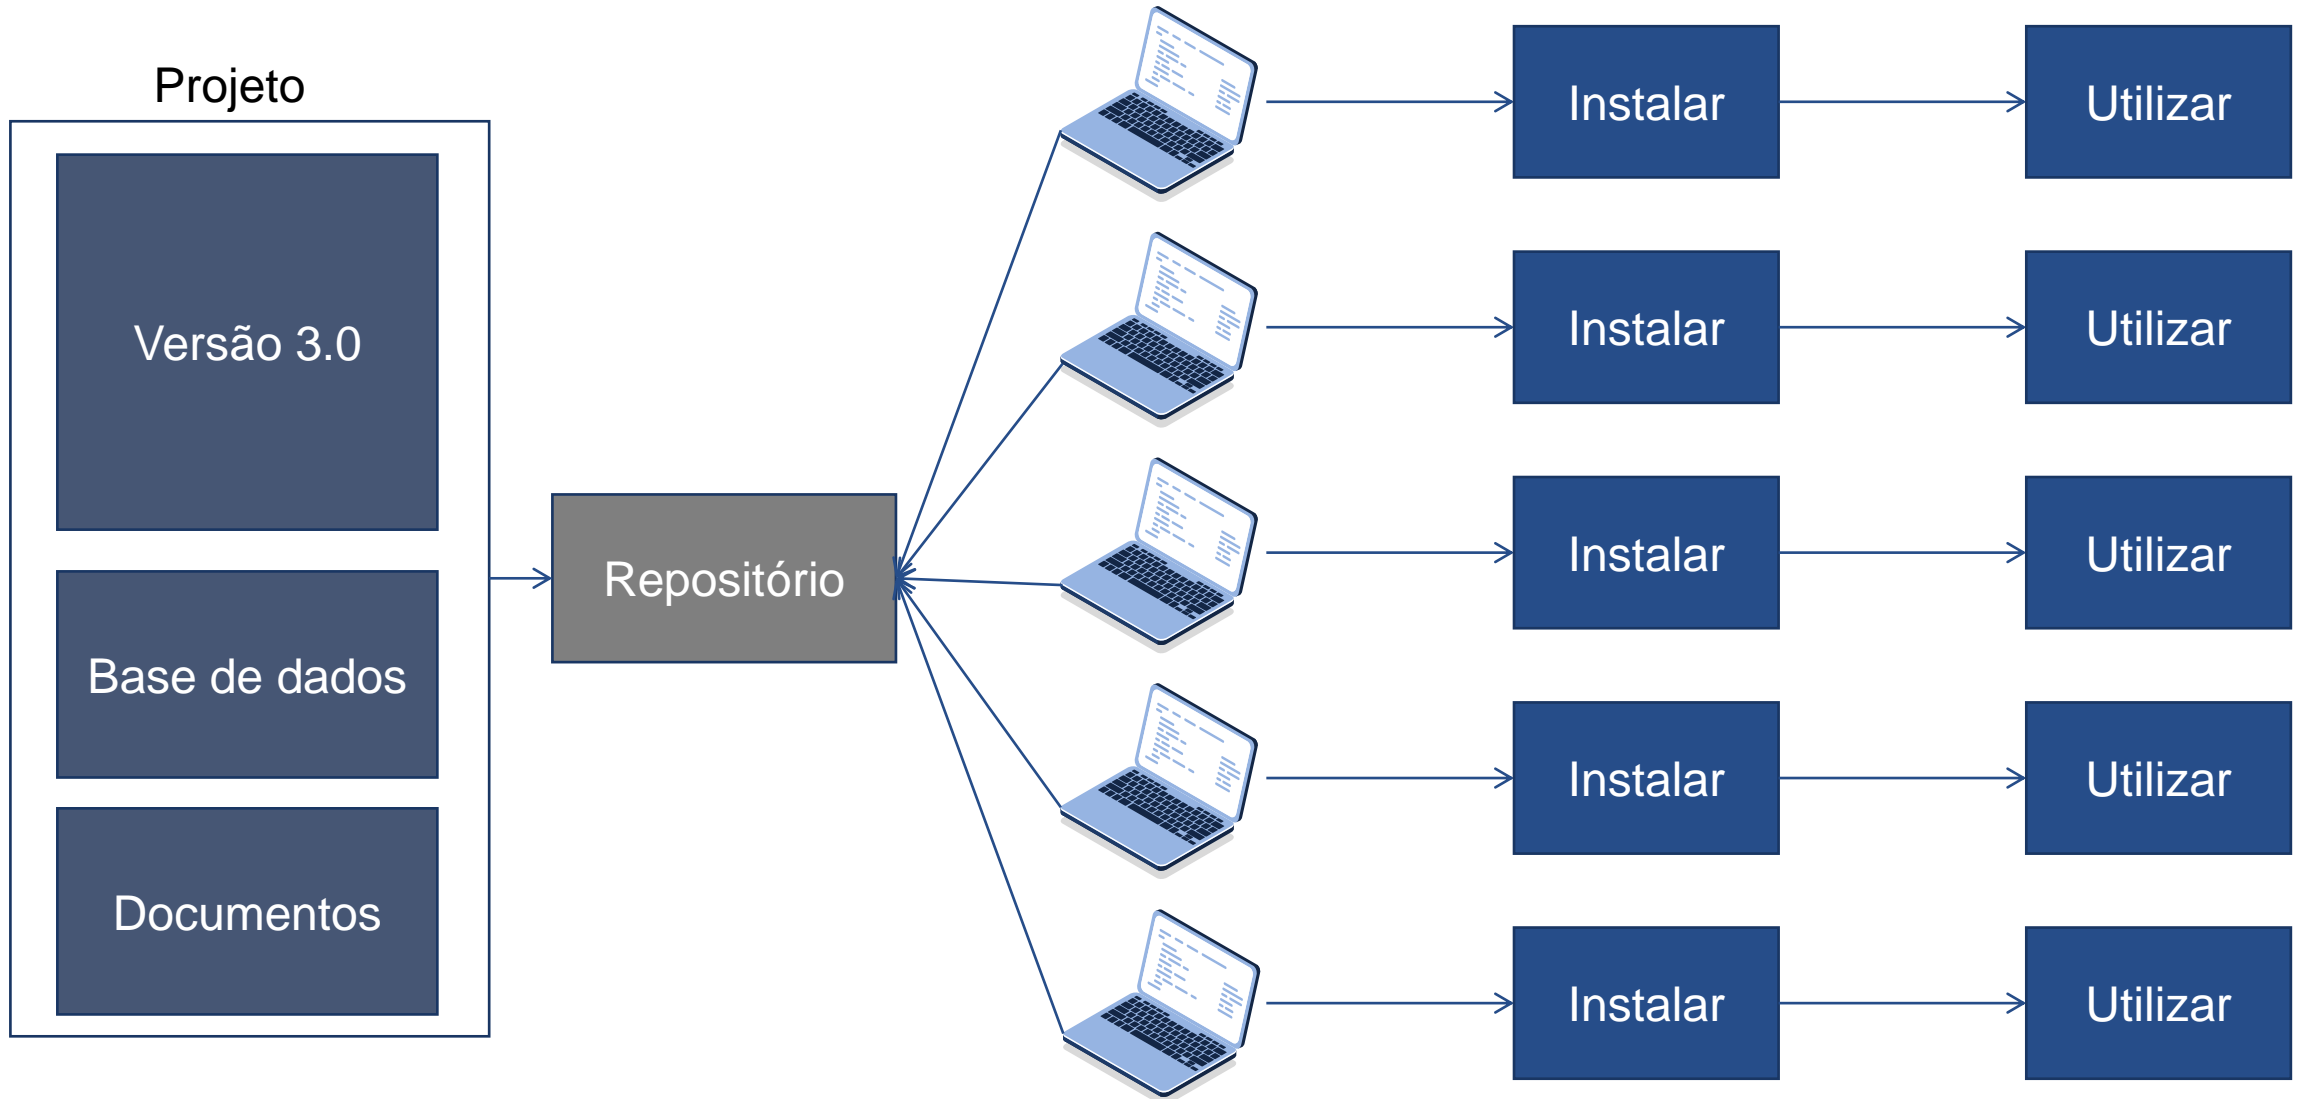 Projeto
Versão 3.0
Base de dados
Documentos
Repositório
Instalar
Utilizar
Instalar
Utilizar
Instalar
Utilizar
Instalar
Utilizar
Instalar
Utilizar